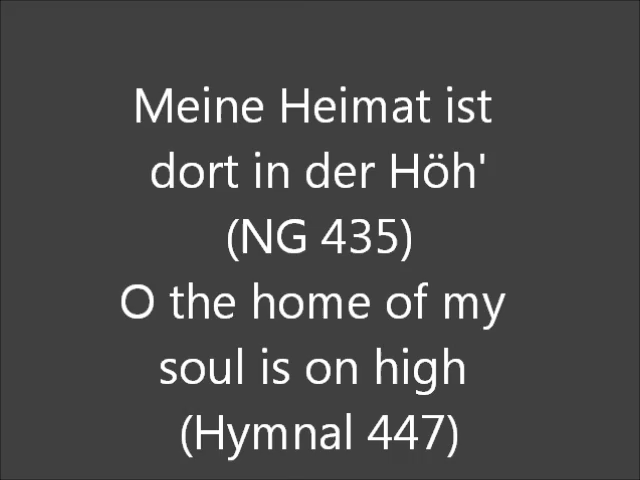 Meine Heimat ist
dort in der Höh'
(NG 435)
O the home of my
soul is on high
(Hymnal 447)